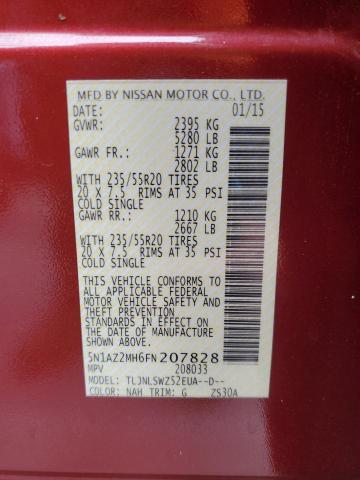 MFD BY NISSAN MOTOR CO., LTD.
DATE: 01/15
GVWR: 2395 KG
5280 LB
GAWR FR.: 1271 KG
2802 LB
WITH 235/55R20 TIRES
20 X 7.5 RIMS AT 35 PSI
COLD SINGLE
GAWR RR.: 1210 KG
2667 LB
WITH 235/55R20 TIRES
20 X 7.5 RIMS AT 35 PSI
COLD SINGLE
THIS VEHICLE CONFORMS TO
ALL APPLICABLE U.S. FEDERAL
MOTOR VEHICLE SAFETY AND
THEFT PREVENTION
STANDARDS IN EFFECT ON THE
DATE OF MANUFACTURE SHOWN
ABOVE.
5N1AZ2MH6FN207828
MPV 208033
MODEL: TLJNLSWZS2EUA--D--
COLOR: NAH TRIM: G ZS30A